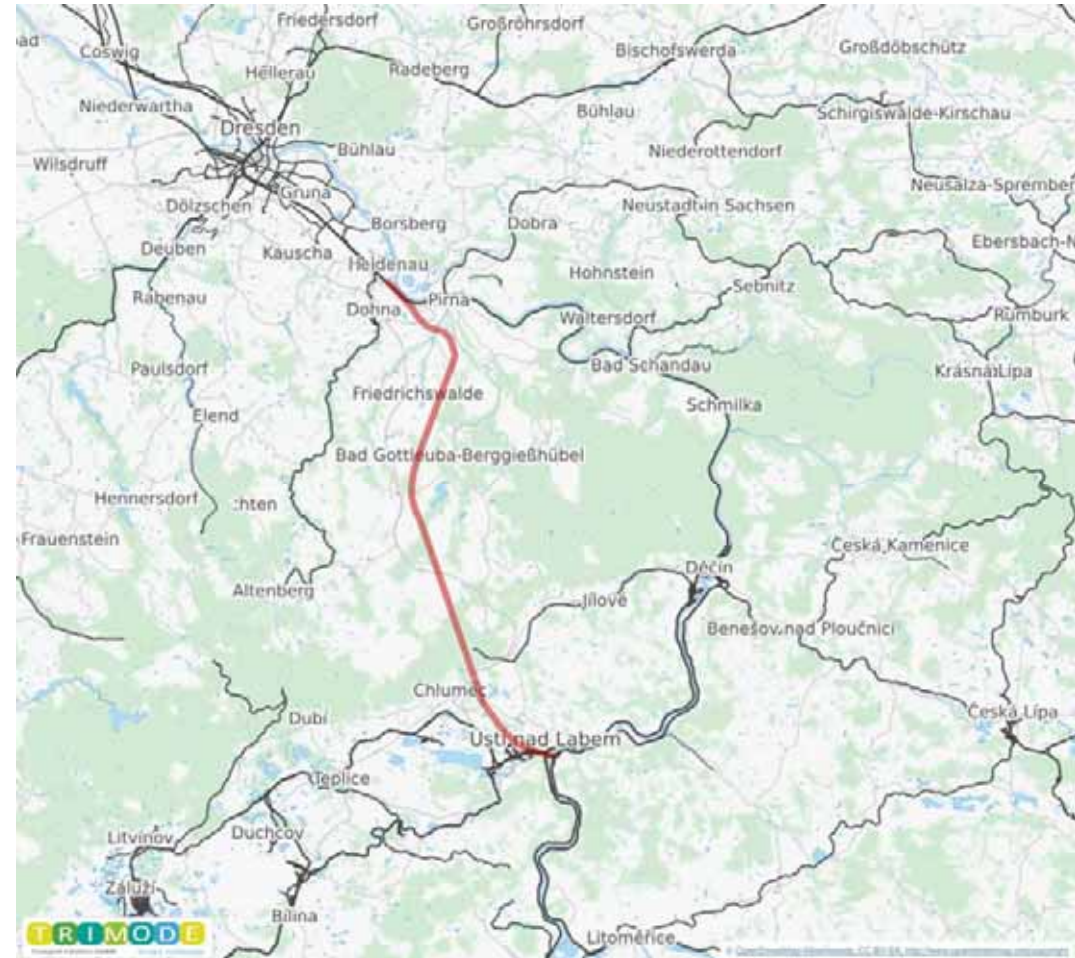 Friedersdorf
Großröhrsdorf
Coswig
Bischofswerda
Großdöbschütz
Hellerau
Radeberg
Niederwartha
Bühlau
Schirgiswalde-Kirschau
Dresden
Bühlau
Niederottendorf
Wilsdruff
Gruna
Neusalza-Sprember
Dölzschen
Neustadt in Sachsen
Borsberg
Dobra
Deuben
Kauscha
Ebersbach-N
Heidenau
Hohnstein
Rabenau
Pirna
Sebnitz
Dohna
Waltersdorf
Rumburk
Paulsdorf
Bad Schandau
Krásná Lípa
Friedrichswalde
Elend
Schmilka
Bad Gottleuba-Berggießhübel
Hennersdorf
chten
Frauenstein
Česká Kamenice
Děčín
Altenberg
Jílové
Benešov nad Ploučnicí
Chlumec
Dubí
Česká Lípa
Ústí nad Labem
Teplice
Litvínov
Duchcov
Záluží
Bílina
TRIMODE
Litoměřice